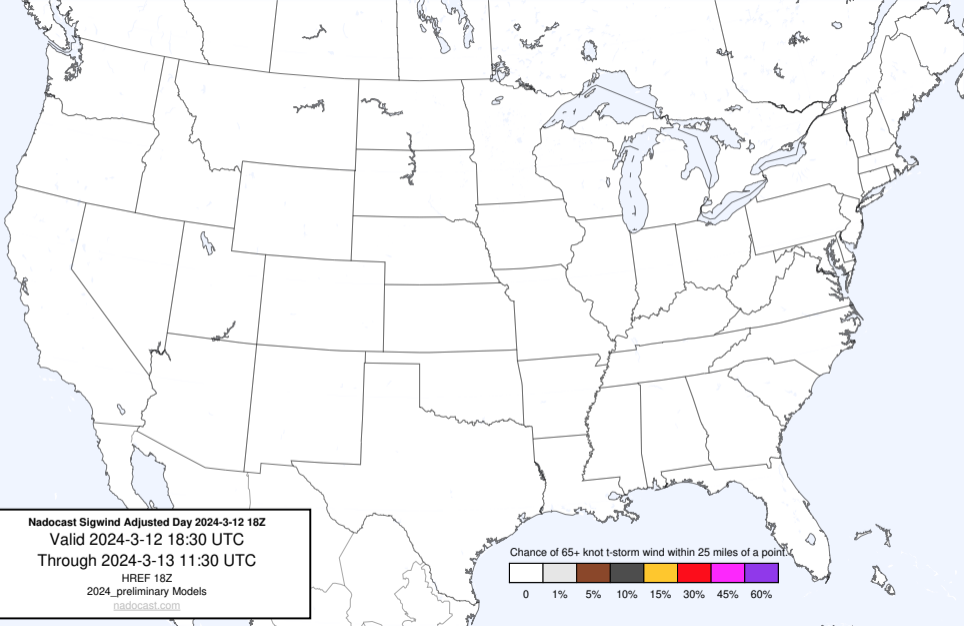 Nadocast Sigwind Adjusted Day 2024-3-12 18Z
Valid 2024-3-12 18:30 UTC
Through 2024-3-13 11:30 UTC
HREF 18Z
2024_preliminary Models
nadocast.com
Chance of 65+ knot t-storm wind within 25 miles of a point.
0 1% 5% 10% 15% 30% 45% 60%